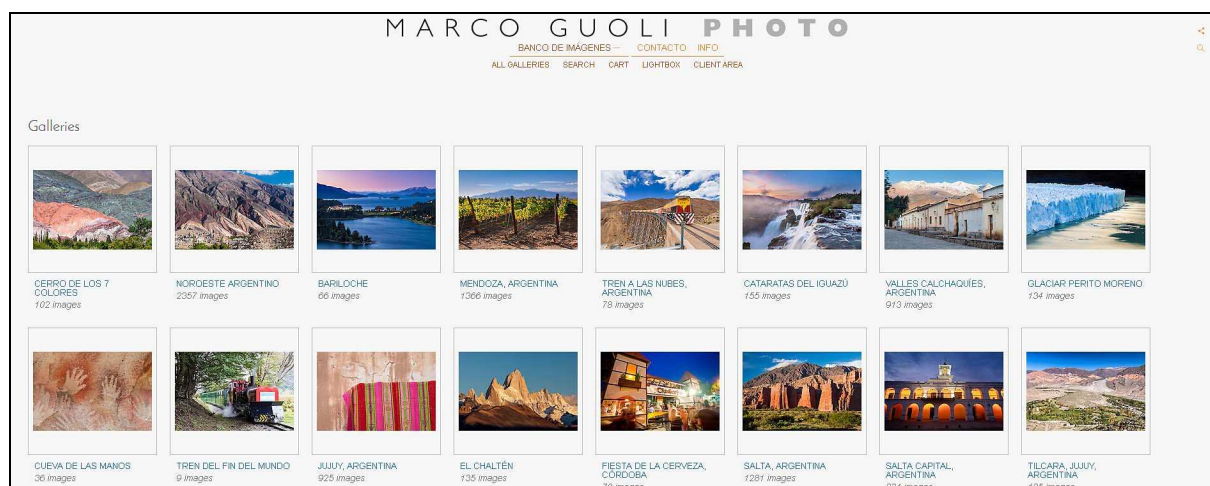 MARCO GUOLI PHOTO
BANCO DE IMÁGENES CONTACTO INFO
ALL GALLERIES SEARCH CART LIGHTBOX CLIENT AREA
Galleries
CERRO DE LOS 7
COLORES
102 images
NOROESTE ARGENTINO
2357 images
BARILOCHE
66 images
MENDOZA, ARGENTINA
1366 images
TREN A LAS NUBES,
ARGENTINA
78 images
CATARATAS DEL IGUAZÚ
155 images
VALLES CALCHAQUÍES,
ARGENTINA
913 images
GLACIAR PERITO MORENO
134 images
CUEVA DE LAS MANOS
36 images
TREN DEL FIN DEL MUNDO
9 images
JUJUY, ARGENTINA
925 images
EL CHALTÉN
135 images
FIESTA DE LA CERVEZA,
CÓRDOBA
images
SALTA, ARGENTINA
1281 images
SALTA CAPITAL,
ARGENTINA
images
TILCARA, JUJUY,
ARGENTINA
images